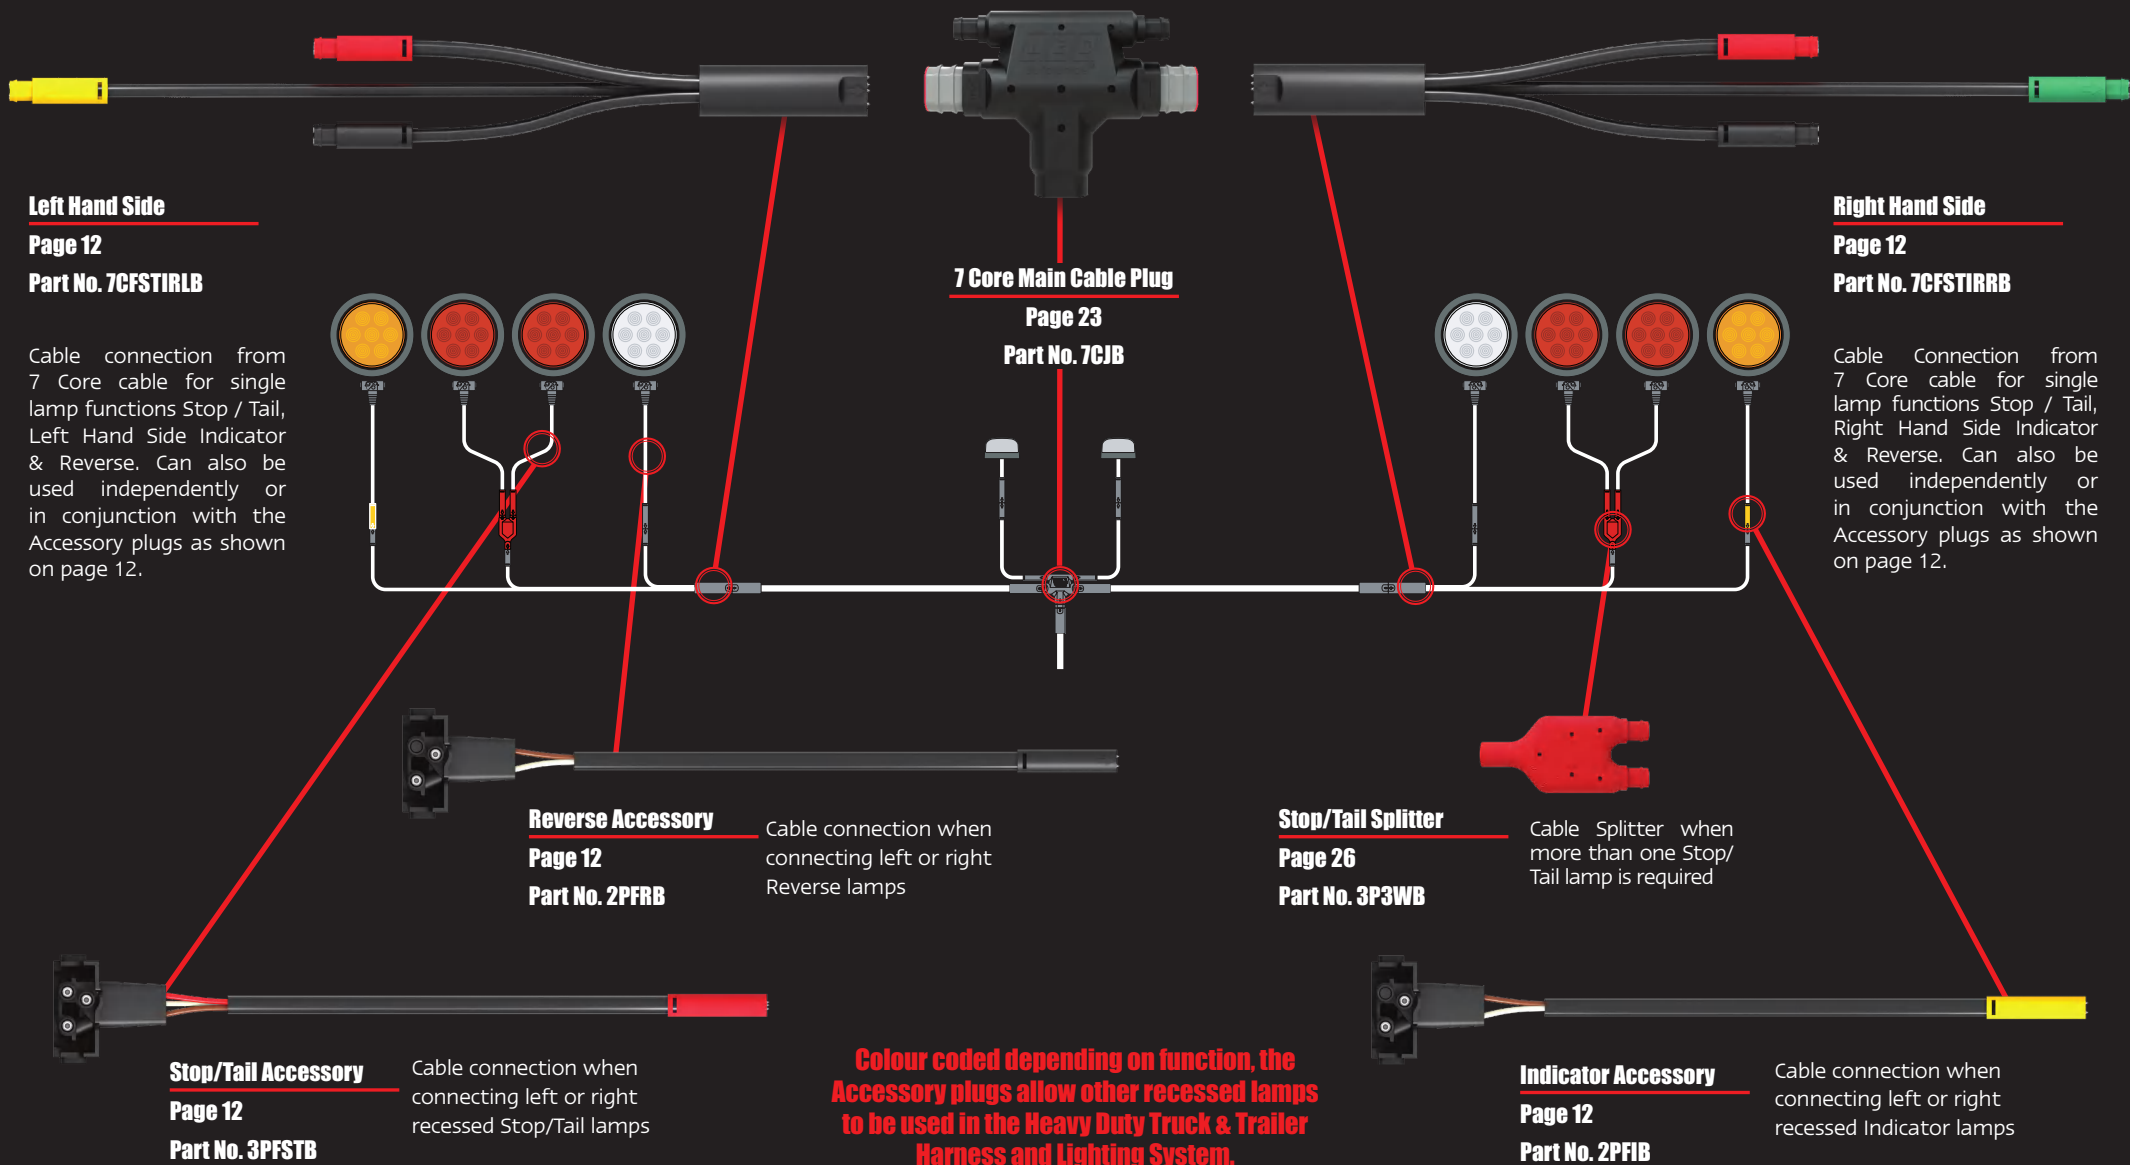 Left Hand Side
Page 12
Part No. 7CFSTIRLB
Cable connection from
7 Core cable for single
lamp functions Stop / Tail,
Left Hand Side Indicator
& Reverse. Can also be
used independently or
in conjunction with the
Accessory plugs as shown
on page 12.
7 Core Main Cable Plug
Page 23
Part No. 7CJB
Right Hand Side
Page 12
Part No. 7CFSTIRRB
Cable Connection from
7 Core cable for single
lamp functions Stop / Tail,
Right Hand Side Indicator
& Reverse. Can also be
used independently or
in conjunction with the
Accessory plugs as shown
on page 12.
Reverse Accessory
Page 12
Part No. 2PFRB
Cable connection when
connecting left or right
Reverse lamps
Stop/Tail Splitter
Page 26
Part No. 3P3WB
Cable Splitter when
more than one Stop/
Tail lamp is required
Stop/Tail Accessory
Page 12
Part No. 3PFSTB
Cable connection when
connecting left or right
recessed Stop/Tail lamps
Colour coded depending on function, the
Accessory plugs allow other recessed lamps
to be used in the Heavy Duty Truck & Trailer
Harness and Lighting System.
Indicator Accessory
Page 12
Part No. 2PFIB
Cable connection when
connecting left or right
recessed Indicator lamps